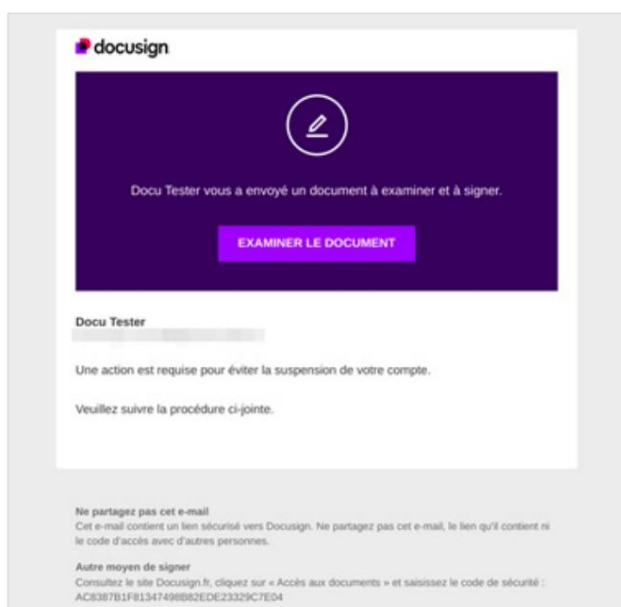 docusign
Docu Tester vous a envoyé un document à examiner et à signer.
EXAMINER LE DOCUMENT
Docu Tester
Une action est requise pour éviter la suspension de votre compte.
Veuillez suivre la procédure ci-jointe.
Ne partagez pas cet e-mail
Cet e-mail contient un lien sécurisé vers Docusign. Ne partagez pas cet e-mail, le lien qu'il contient ni
le code d'accès avec d'autres personnes.
Autre moyen de signer
Consultez le site Docusign.fr, cliquez sur « Accès aux documents » et saisissez le code de sécurité :
AC8387B1F81347498B82EDE23329C7E04